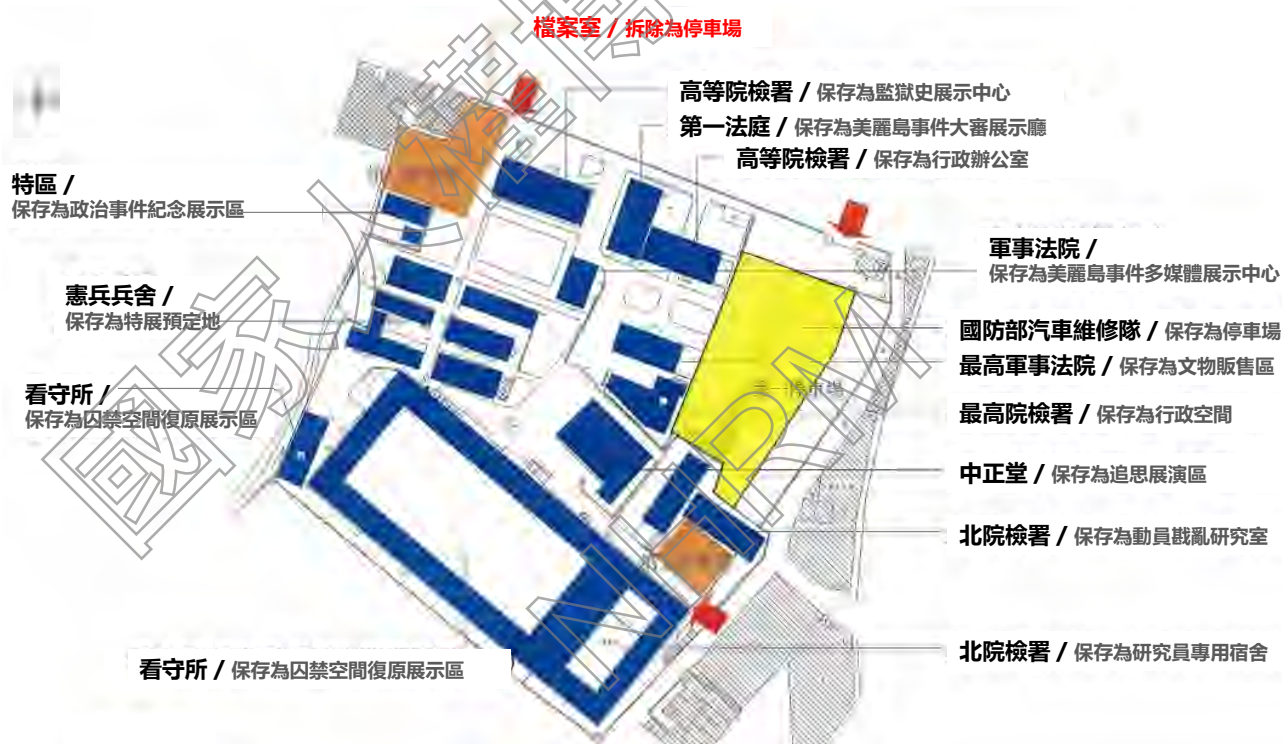 檔案室 / 拆除為停車場
高等院檢署 / 保存為監獄史展示中心
第一法庭 / 保存為美麗島事件大審展示廳
高等院檢署 / 保存為行政辦公室
特區 /
保存為政治事件紀念展示區
軍事法院 /
保存為美麗島事件多媒體展示中心
憲兵兵舍 /
保存為特展預定地
國防部汽車維修隊 / 保存為停車場
最高軍事法院 / 保存為文物販售區
看守所 /
保存為囚禁空間復原展示區
最高院檢署 / 保存為行政空間
中正堂 / 保存為追思展演區
北院檢署 / 保存為動員戡亂研究室
北院檢署 / 保存為研究員專用宿舍
看守所 / 保存為囚禁空間復原展示區
國家人權博
NHRM